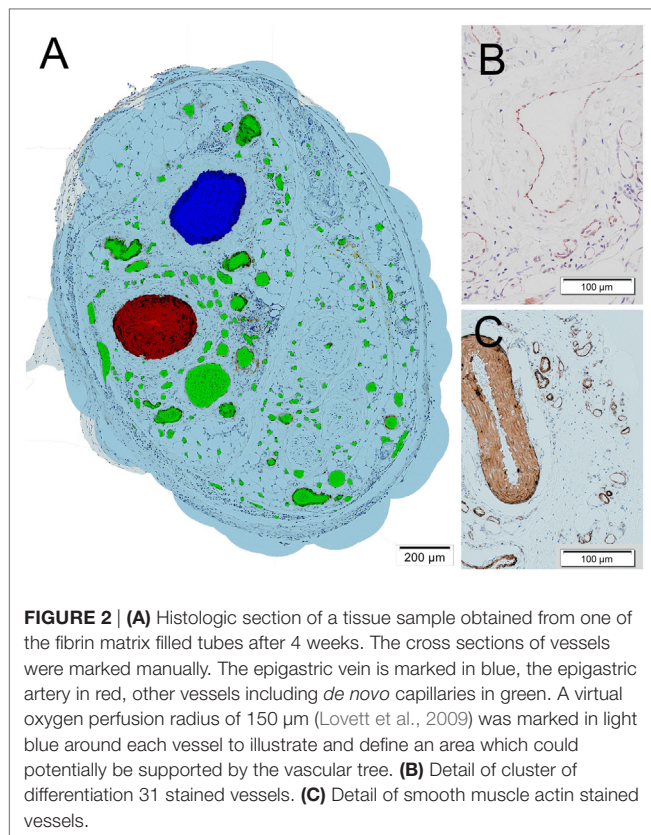 A
B
100 µm
C
200 µm
100 µm
FIGURE 2 | (A) Histologic section of a tissue sample obtained from one of
the fibrin matrix filled tubes after 4 weeks. The cross sections of vessels
were marked manually. The epigastric vein is marked in blue, the epigastric
artery in red, other vessels including de novo capillaries in green. A virtual
oxygen perfusion radius of 150 µm (Lovett et al., 2009) was marked in light
blue around each vessel to illustrate and define an area which could
potentially be supported by the vascular tree. (B) Detail of cluster of
differentiation 31 stained vessels. (C) Detail of smooth muscle actin stained
vessels.